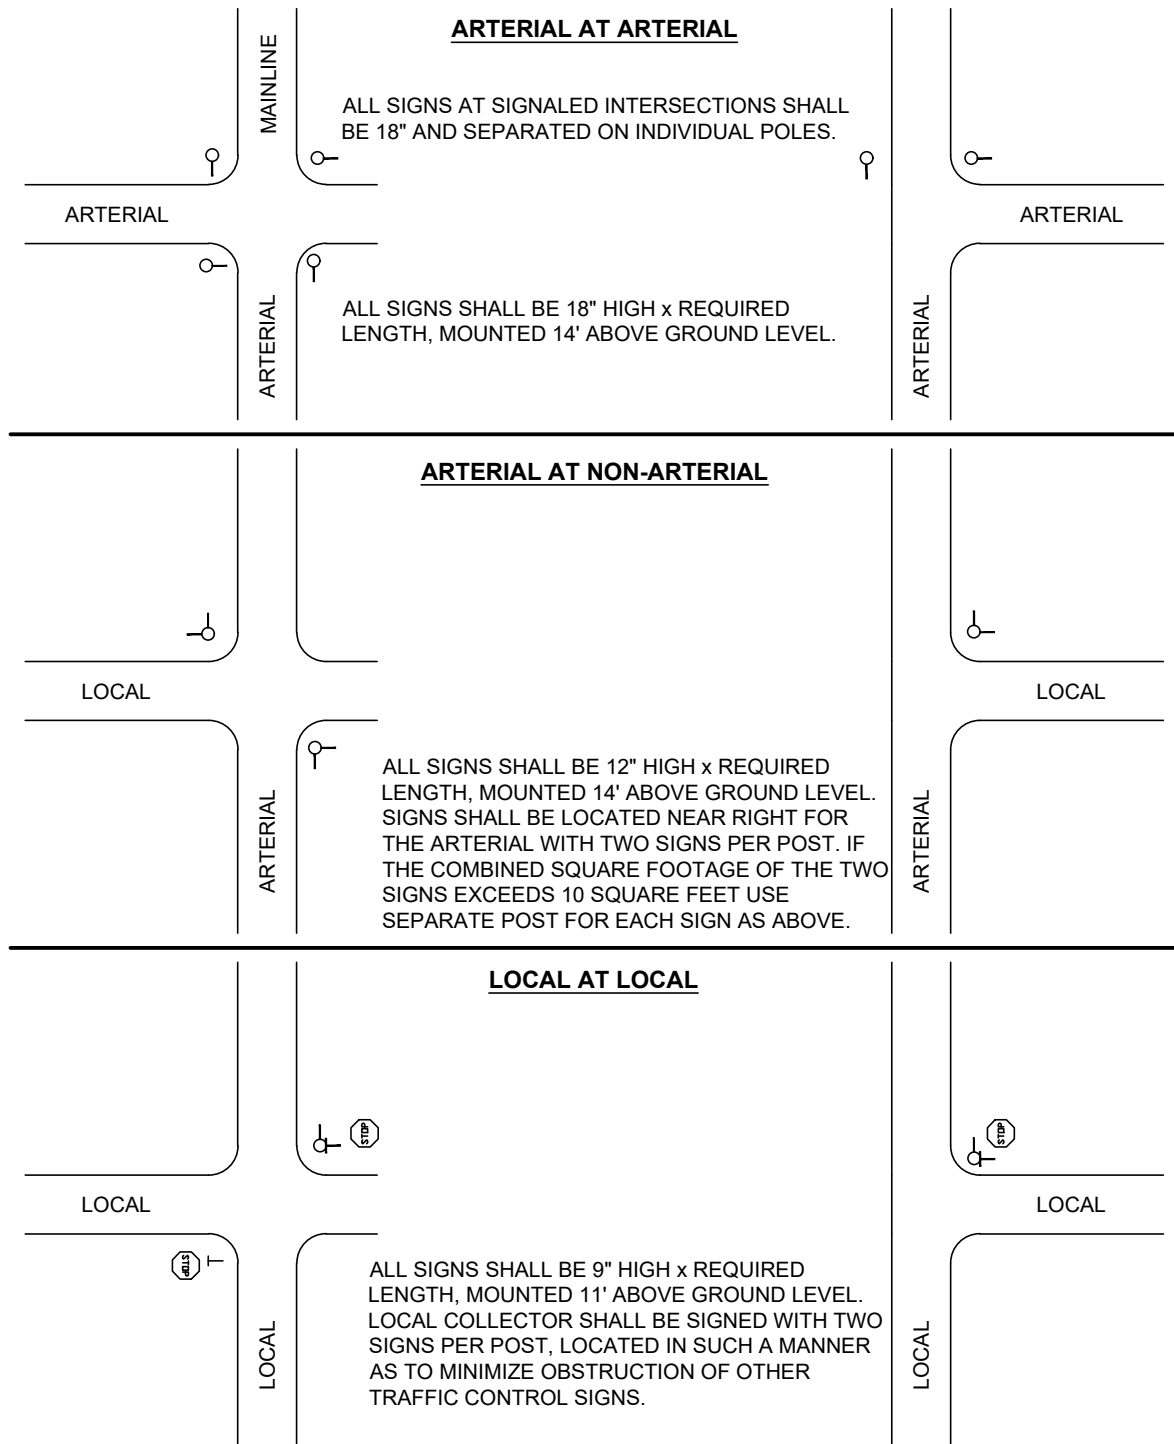 ARTERIAL AT ARTERIAL
MAINLINE
ALL SIGNS AT SIGNALED INTERSECTIONS SHALL
BE 18" AND SEPARATED ON INDIVIDUAL POLES.
ARTERIAL
ARTERIAL
ALL SIGNS SHALL BE 18" HIGH x REQUIRED
LENGTH, MOUNTED 14' ABOVE GROUND LEVEL.
ARTERIAL
ARTERIAL
ARTERIAL AT NON-ARTERIAL
LOCAL
LOCAL
ALL SIGNS SHALL BE 12" HIGH x REQUIRED
LENGTH, MOUNTED 14' ABOVE GROUND LEVEL.
SIGNS SHALL BE LOCATED NEAR RIGHT FOR
THE ARTERIAL WITH TWO SIGNS PER POST. IF
THE COMBINED SQUARE FOOTAGE OF THE TWO
SIGNS EXCEEDS 10 SQUARE FEET USE
SEPARATE POST FOR EACH SIGN AS ABOVE.
ARTERIAL
ARTERIAL
LOCAL AT LOCAL
STOP
STOP
LOCAL
LOCAL
STOP
ALL SIGNS SHALL BE 9" HIGH x REQUIRED
LENGTH, MOUNTED 11' ABOVE GROUND LEVEL.
LOCAL COLLECTOR SHALL BE SIGNED WITH TWO
SIGNS PER POST, LOCATED IN SUCH A MANNER
AS TO MINIMIZE OBSTRUCTION OF OTHER
TRAFFIC CONTROL SIGNS.
LOCAL
LOCAL